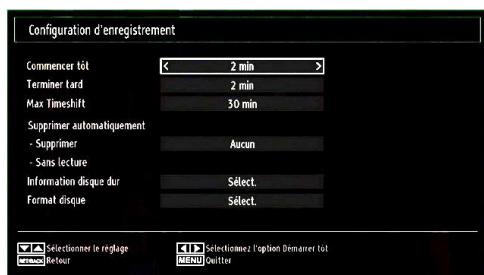 Configuration d'enregistrement
Commencer tôt < 2 min >
Terminer tard 2 min
Max Timeshift 30 min
Supprimer automatiquement
- Supprimer Aucun
- Sans lecture
Information disque dur Sélect.
Format disque Sélect.
Sélectionner le réglage Sélectionnez l'option Démarrer tôt
Retour MENU Quitter